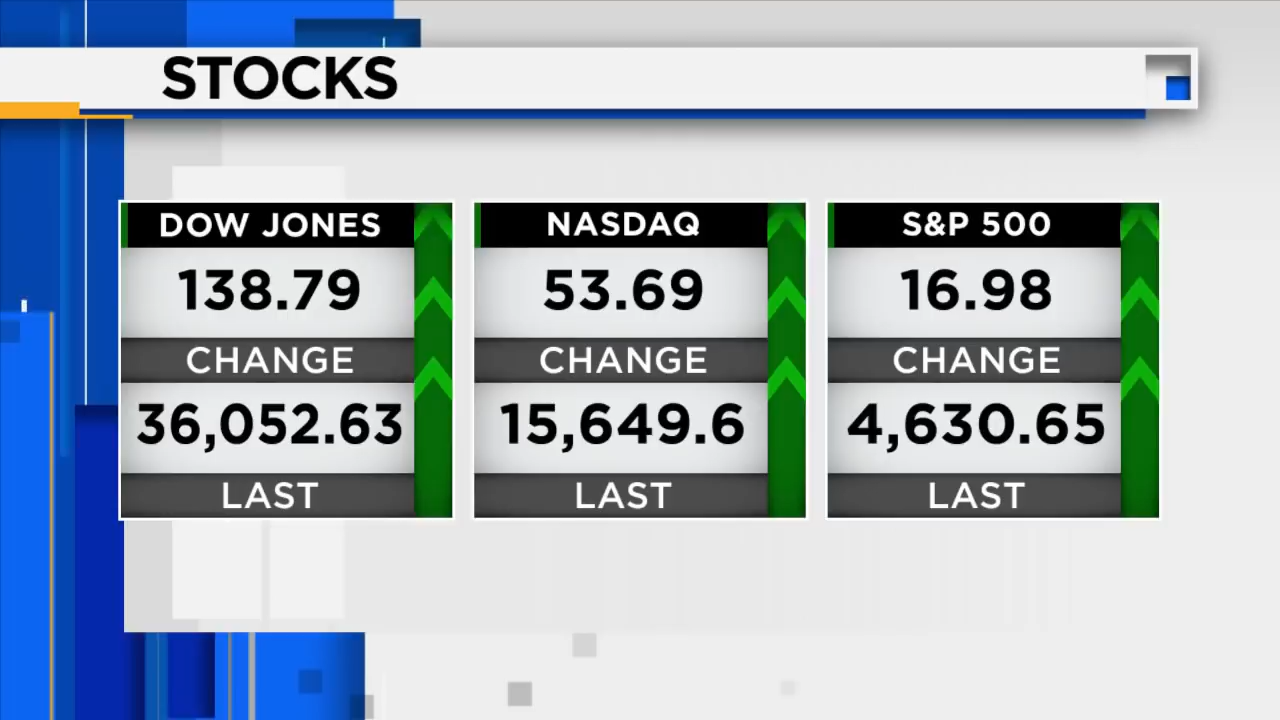 STOCKS
DOW JONES
138.79
CHANGE
36,052.63
LAST
NASDAQ
53.69
CHANGE
15,649.6
LAST
S&P 500
16.98
CHANGE
4,630.65
LAST